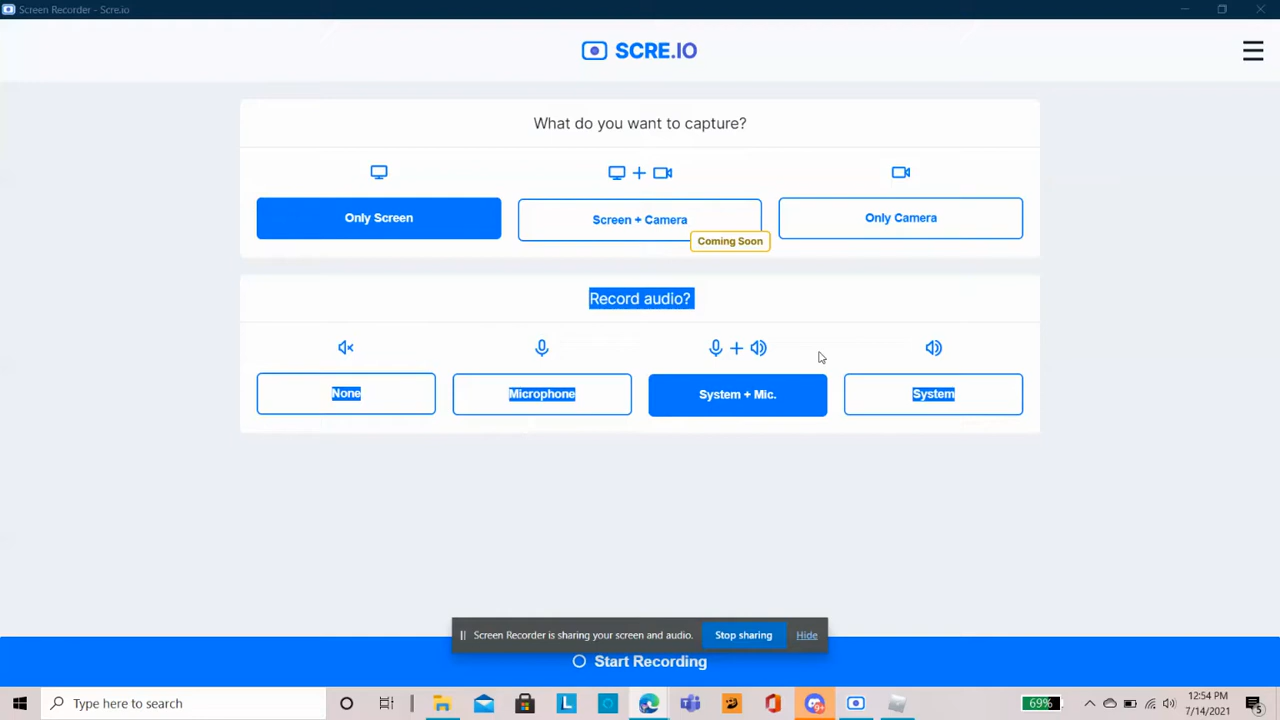 Screen Recorder - Scre.io
SCRE.IO
What do you want to capture?
Only Screen
Screen + Camera
Only Camera
Coming Soon
Record audio?
None
Microphone
System + Mic.
System
Screen Recorder is sharing your screen and audio.
Stop sharing
Hide
Start Recording
Type here to search
L
9+
69%
12:54 PM
7/14/2021
5